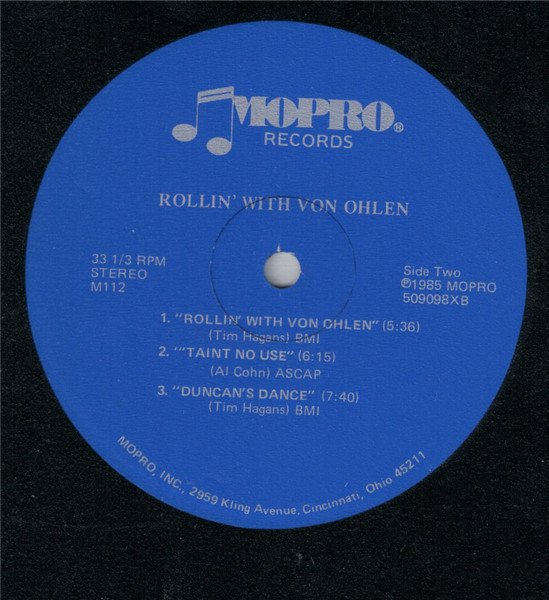 MOPRO®
RECORDS
ROLLIN' WITH VON OHLEN
33 1/3 RPM
STEREO
M112
Side Two
℗1985 MOPRO
509098XB
1. "ROLLIN' WITH VON OHLEN" (5:36)
(Tim Hagans) BMI
2. "'TAINT NO USE" (6:15)
(Al Cohn) ASCAP
3. "DUNCAN'S DANCE" (7:40)
(Tim Hagans) BMI
MOPRO, INC., 2959 Kling Avenue, Cincinnati, Ohio 45211